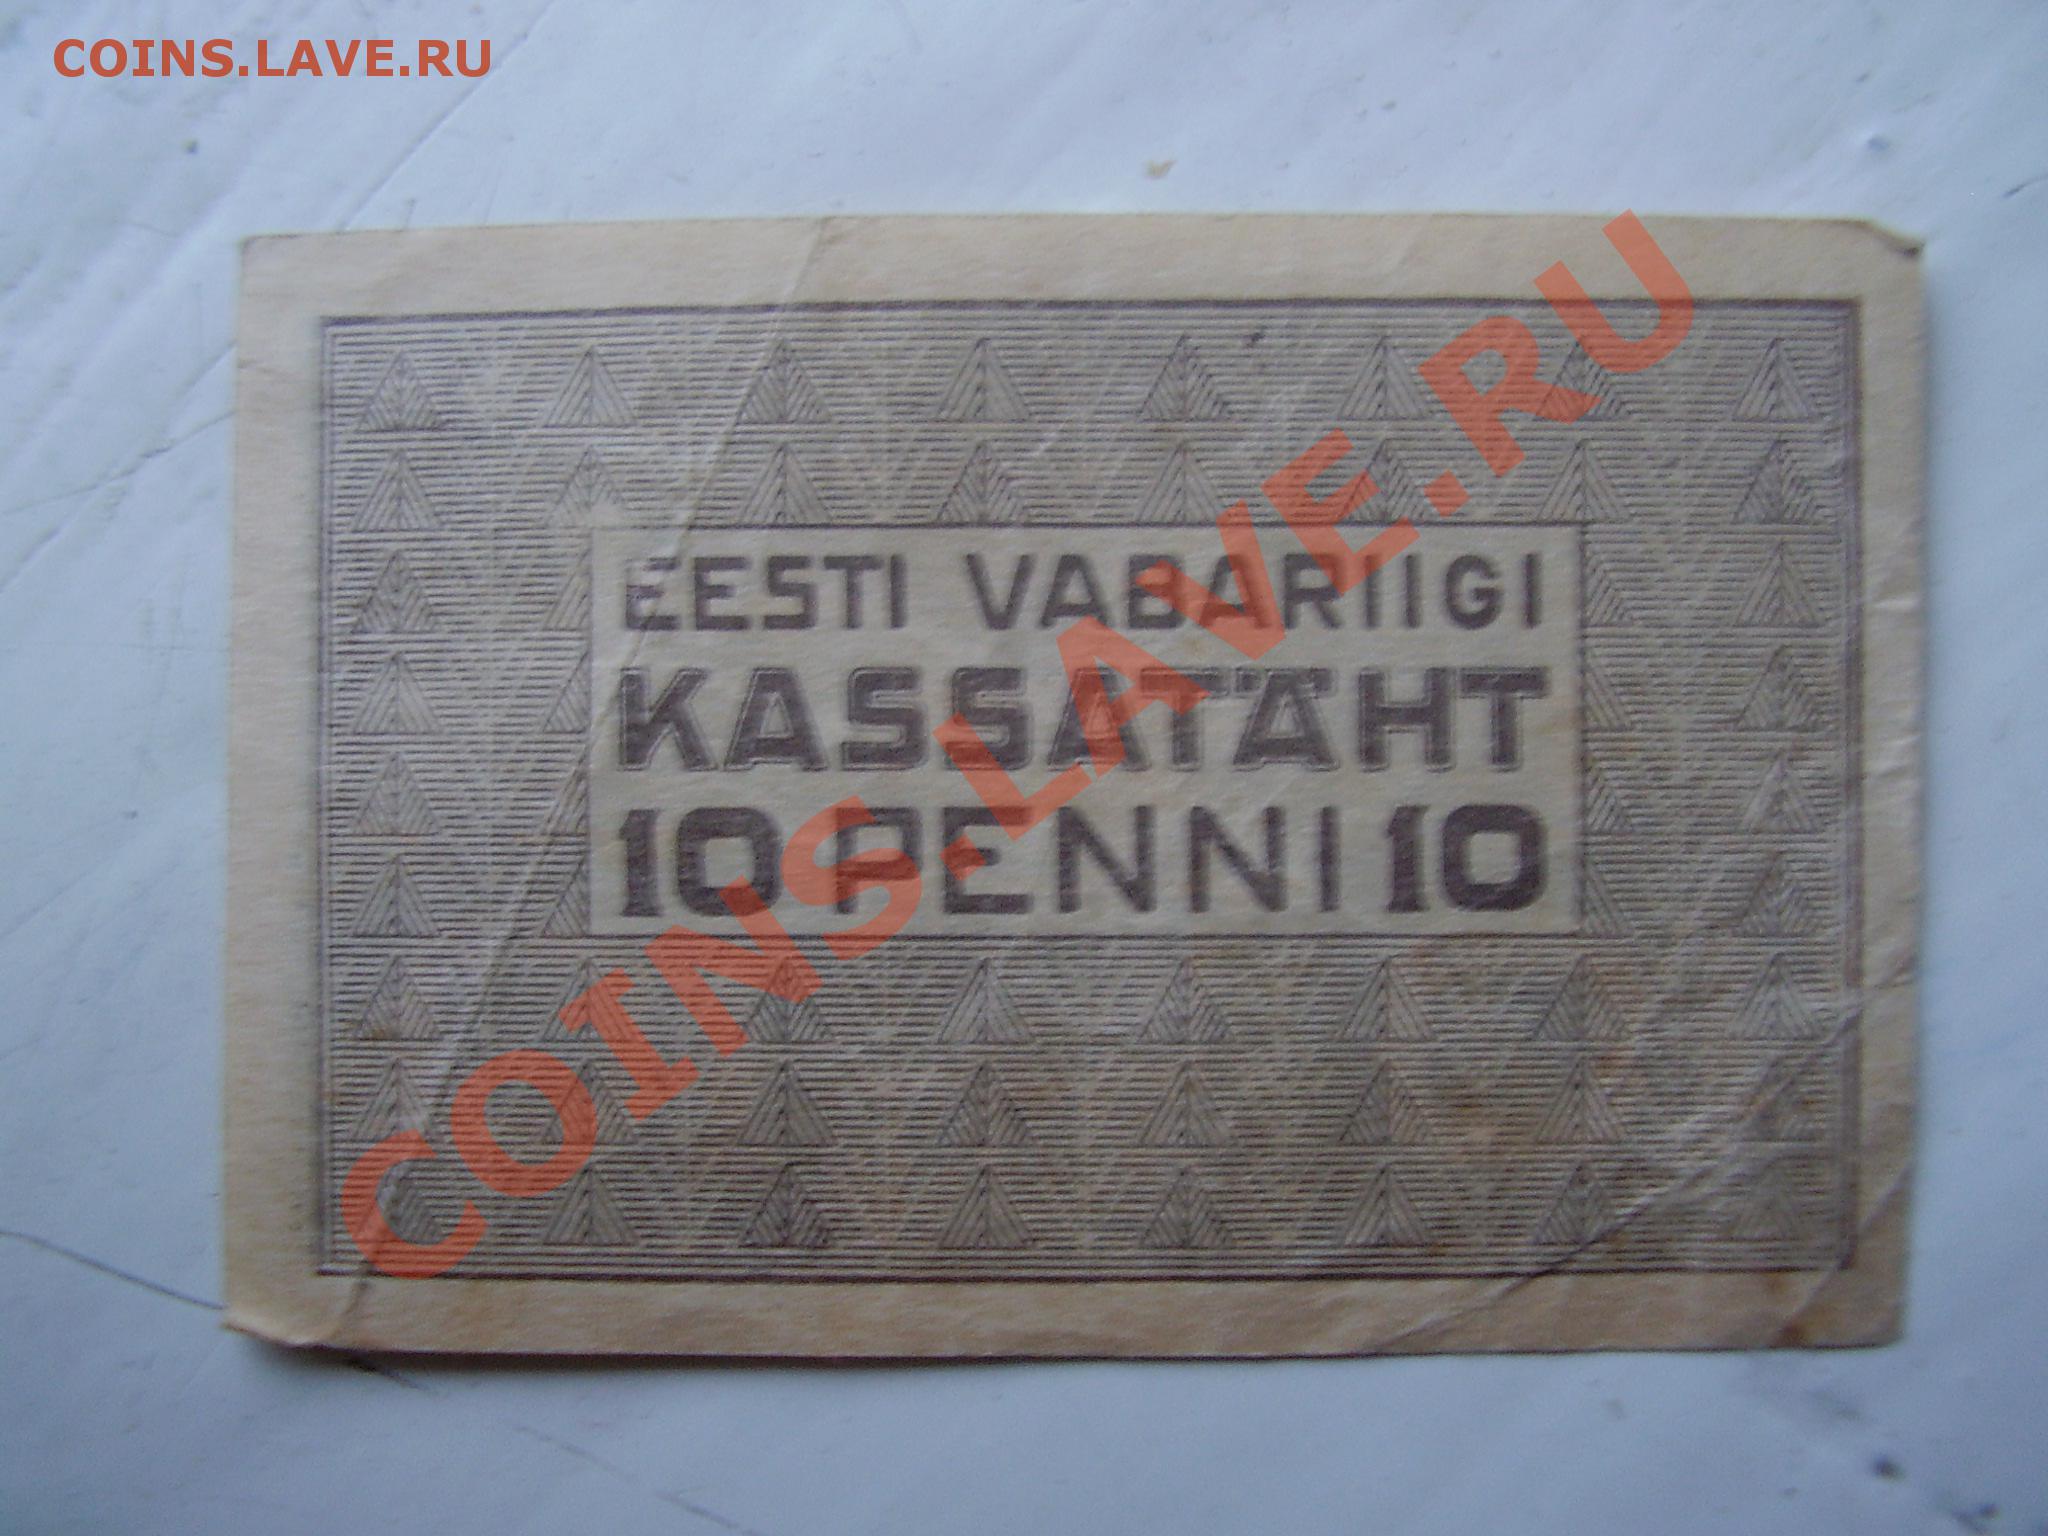 COINS.LAVE.RU
EESTI VABARIIGI
KASSATÄHT
10 PENNI 10
COINS.LAVE.RU